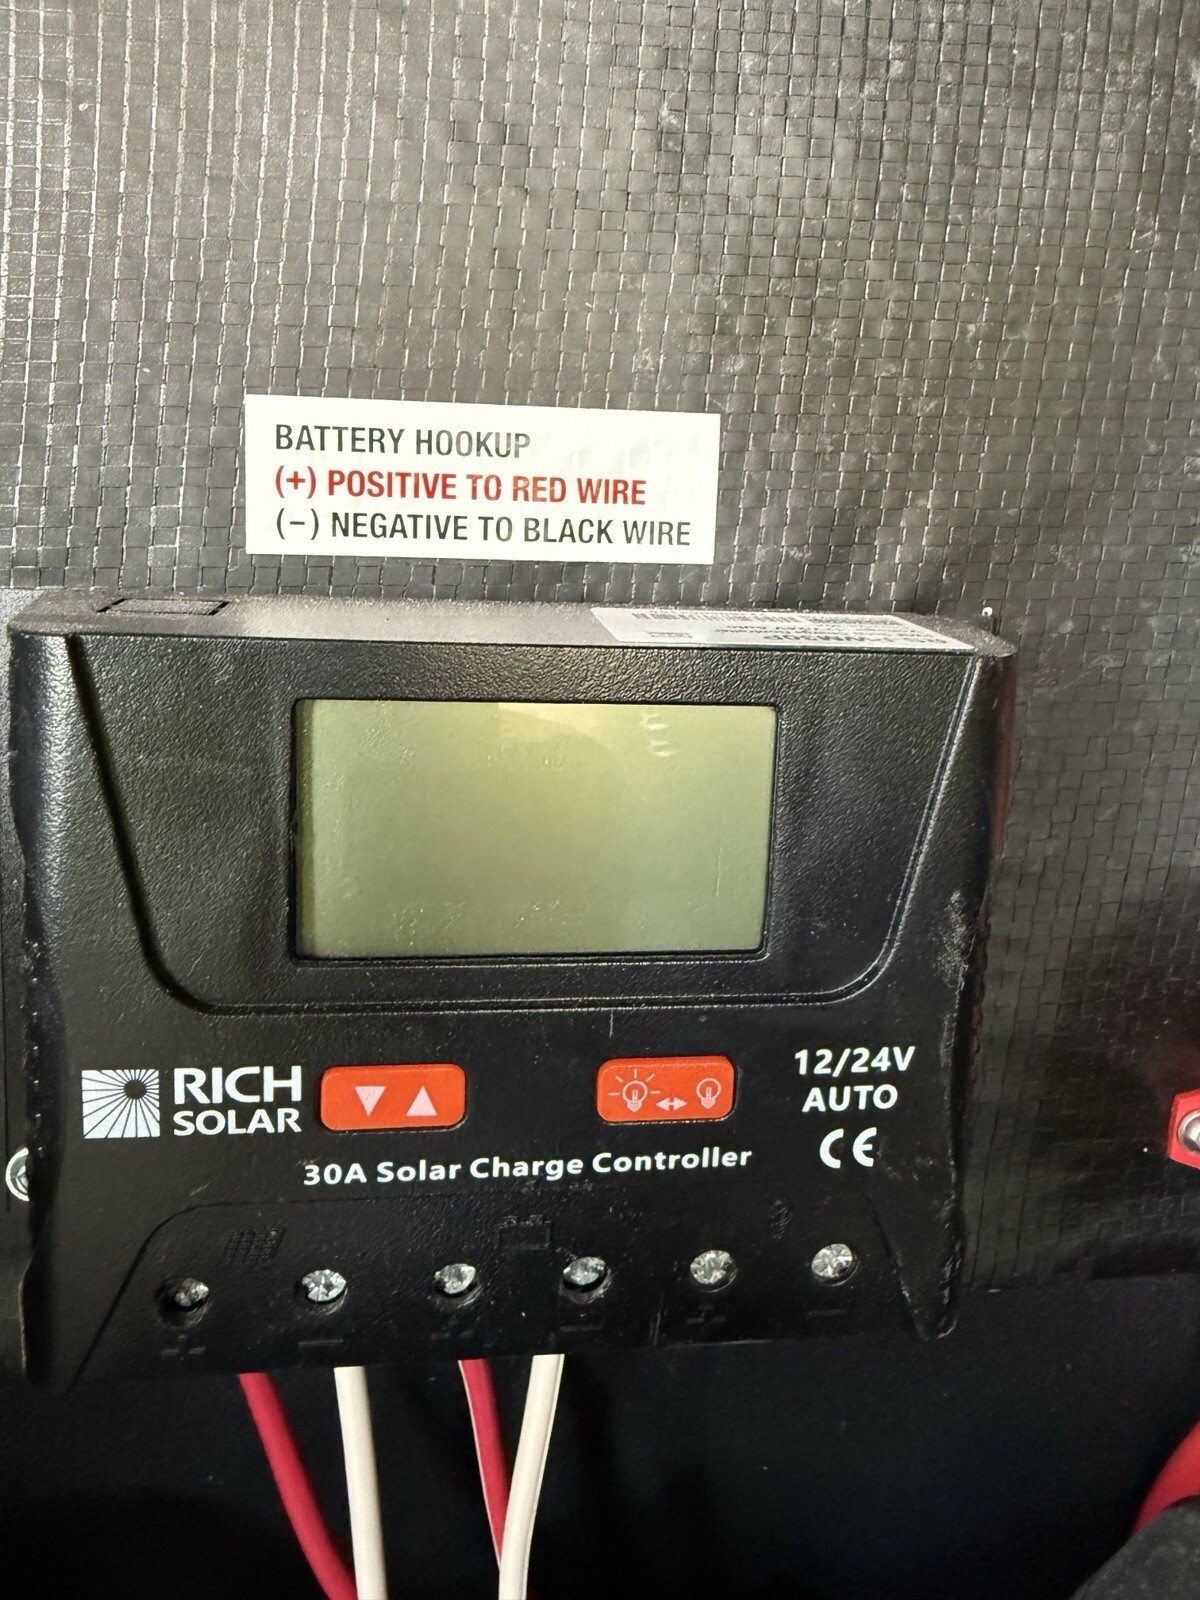 BATTERY HOOKUP
(+) POSITIVE TO RED WIRE
(−) NEGATIVE TO BLACK WIRE
RICH
SOLAR
12/24V
AUTO
CE
30A Solar Charge Controller
+ − + − + −